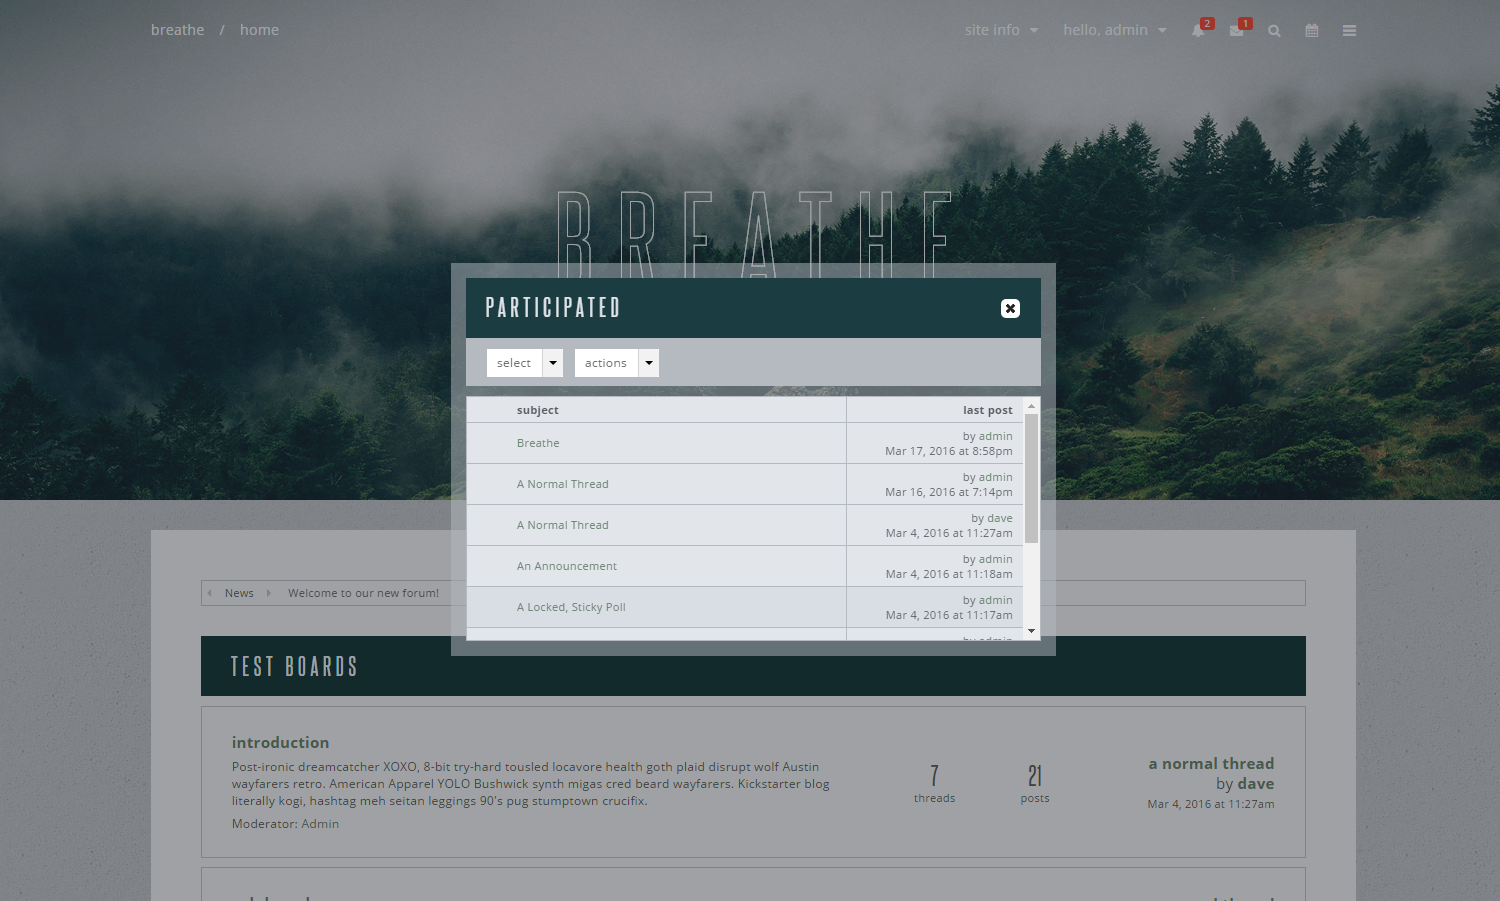 breathe / home
site info
hello, admin
2
1
BREATHE
PARTICIPATED
select
actions
subject
last post
Breathe
by admin
Mar 17, 2016 at 8:58pm
A Normal Thread
by admin
Mar 16, 2016 at 7:14pm
A Normal Thread
by dave
Mar 4, 2016 at 11:27am
An Announcement
by admin
Mar 4, 2016 at 11:18am
A Locked, Sticky Poll
by admin
Mar 4, 2016 at 11:17am
by admin
News
Welcome to our new forum!
TEST BOARDS
introduction
Post-ironic dreamcatcher XOXO, 8-bit try-hard tousled locavore health goth plaid disrupt wolf Austin
wayfarers retro. American Apparel YOLO Bushwick synth migas cred beard wayfarers. Kickstarter blog
literally kogi, hashtag meh seitan leggings 90's pug stumptown crucifix.
Moderator: Admin
7
threads
21
posts
a normal thread
by dave
Mar 4, 2016 at 11:27am